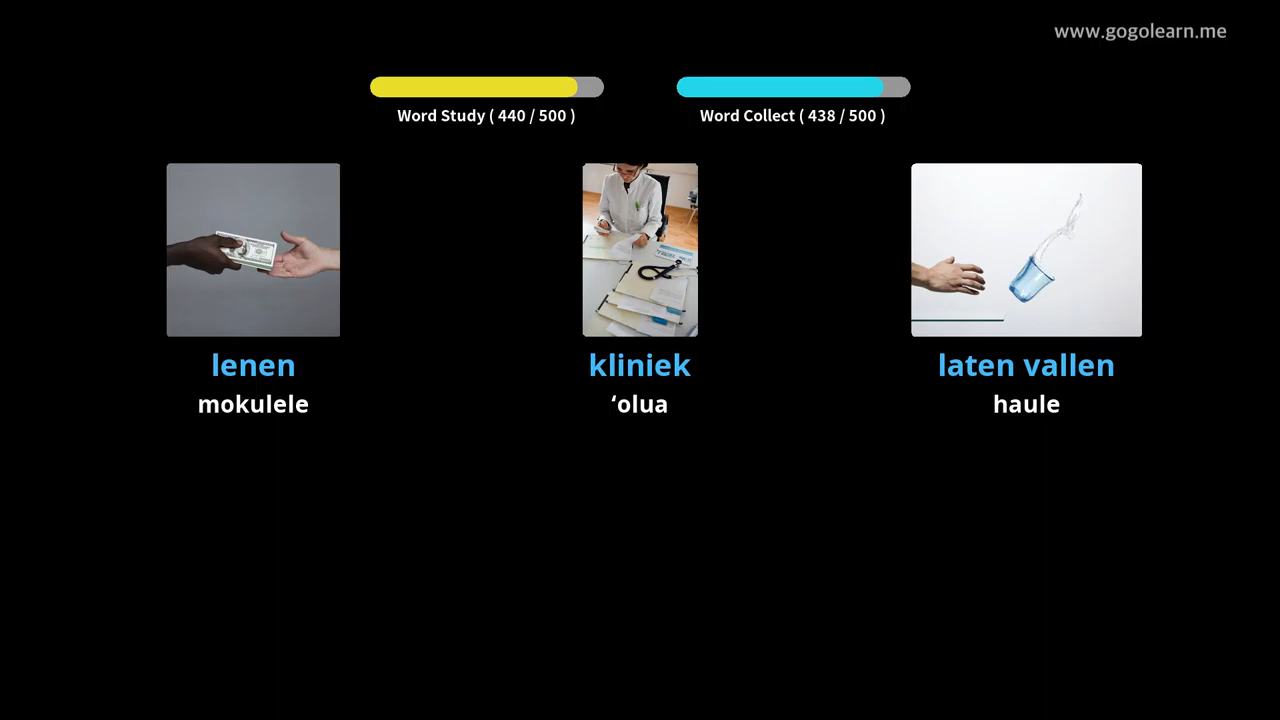 www.gogolearn.me
Word Study ( 440 / 500 )
Word Collect ( 438 / 500 )
lenen
kliniek
laten vallen
mokulele
ʻolua
haule